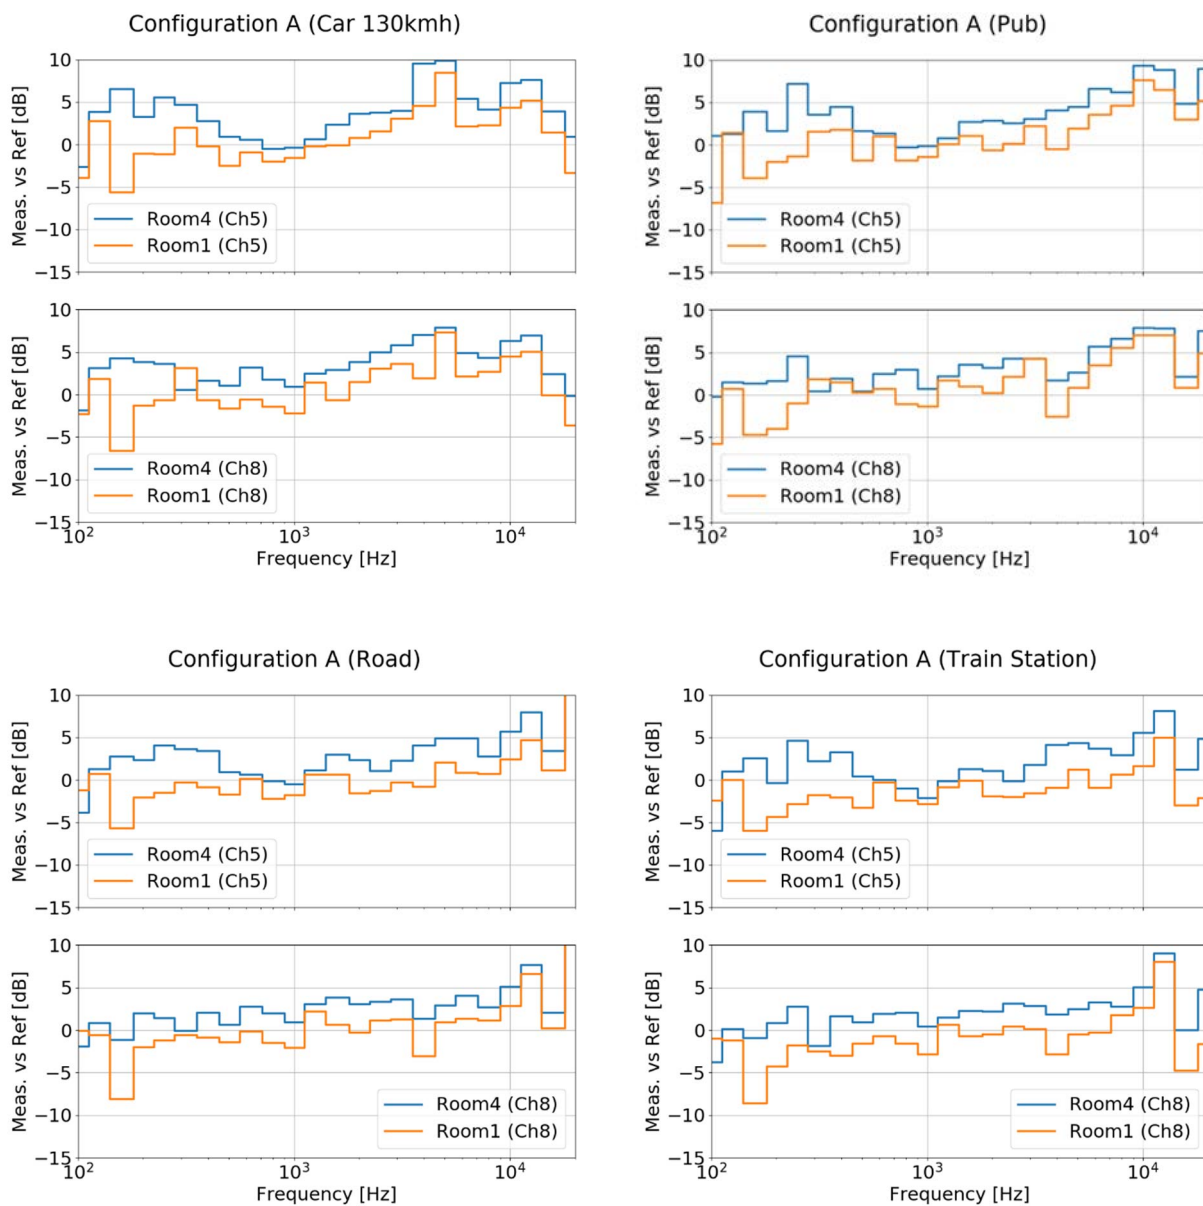 Configuration A (Car 130kmh)
10
5
0
−5
−10
−15
Meas. vs Ref [dB]
Room4 (Ch5)
Room1 (Ch5)
10
5
0
−5
−10
−15
Meas. vs Ref [dB]
Room4 (Ch8)
Room1 (Ch8)
10² 10³ 10⁴
Frequency [Hz]
Configuration A (Pub)
10
5
0
−5
−10
−15
Meas. vs Ref [dB]
Room4 (Ch5)
Room1 (Ch5)
10
5
0
−5
−10
−15
Meas. vs Ref [dB]
Room4 (Ch8)
Room1 (Ch8)
10² 10³ 10⁴
Frequency [Hz]
Configuration A (Road)
10
5
0
−5
−10
−15
Meas. vs Ref [dB]
Room4 (Ch5)
Room1 (Ch5)
10
5
0
−5
−10
−15
Meas. vs Ref [dB]
Room4 (Ch8)
Room1 (Ch8)
10² 10³ 10⁴
Frequency [Hz]
Configuration A (Train Station)
10
5
0
−5
−10
−15
Meas. vs Ref [dB]
Room4 (Ch5)
Room1 (Ch5)
10
5
0
−5
−10
−15
Meas. vs Ref [dB]
Room4 (Ch8)
Room1 (Ch8)
10² 10³ 10⁴
Frequency [Hz]